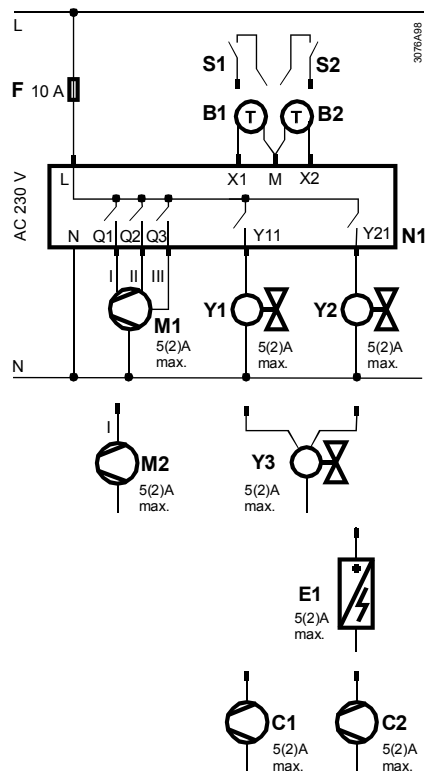 L
3076A98
S1 S2
F 10 A
B1 T T B2
AC 230 V
L X1 M X2
N Q1 Q2 Q3 Y11 Y21 N1
I II III
M1 Y1 Y2
5(2)A 5(2)A 5(2)A
max. max. max.
N
I
M2 Y3
5(2)A 5(2)A
max. max.
E1
5(2)A
max.
C1 C2
5(2)A 5(2)A
max. max.